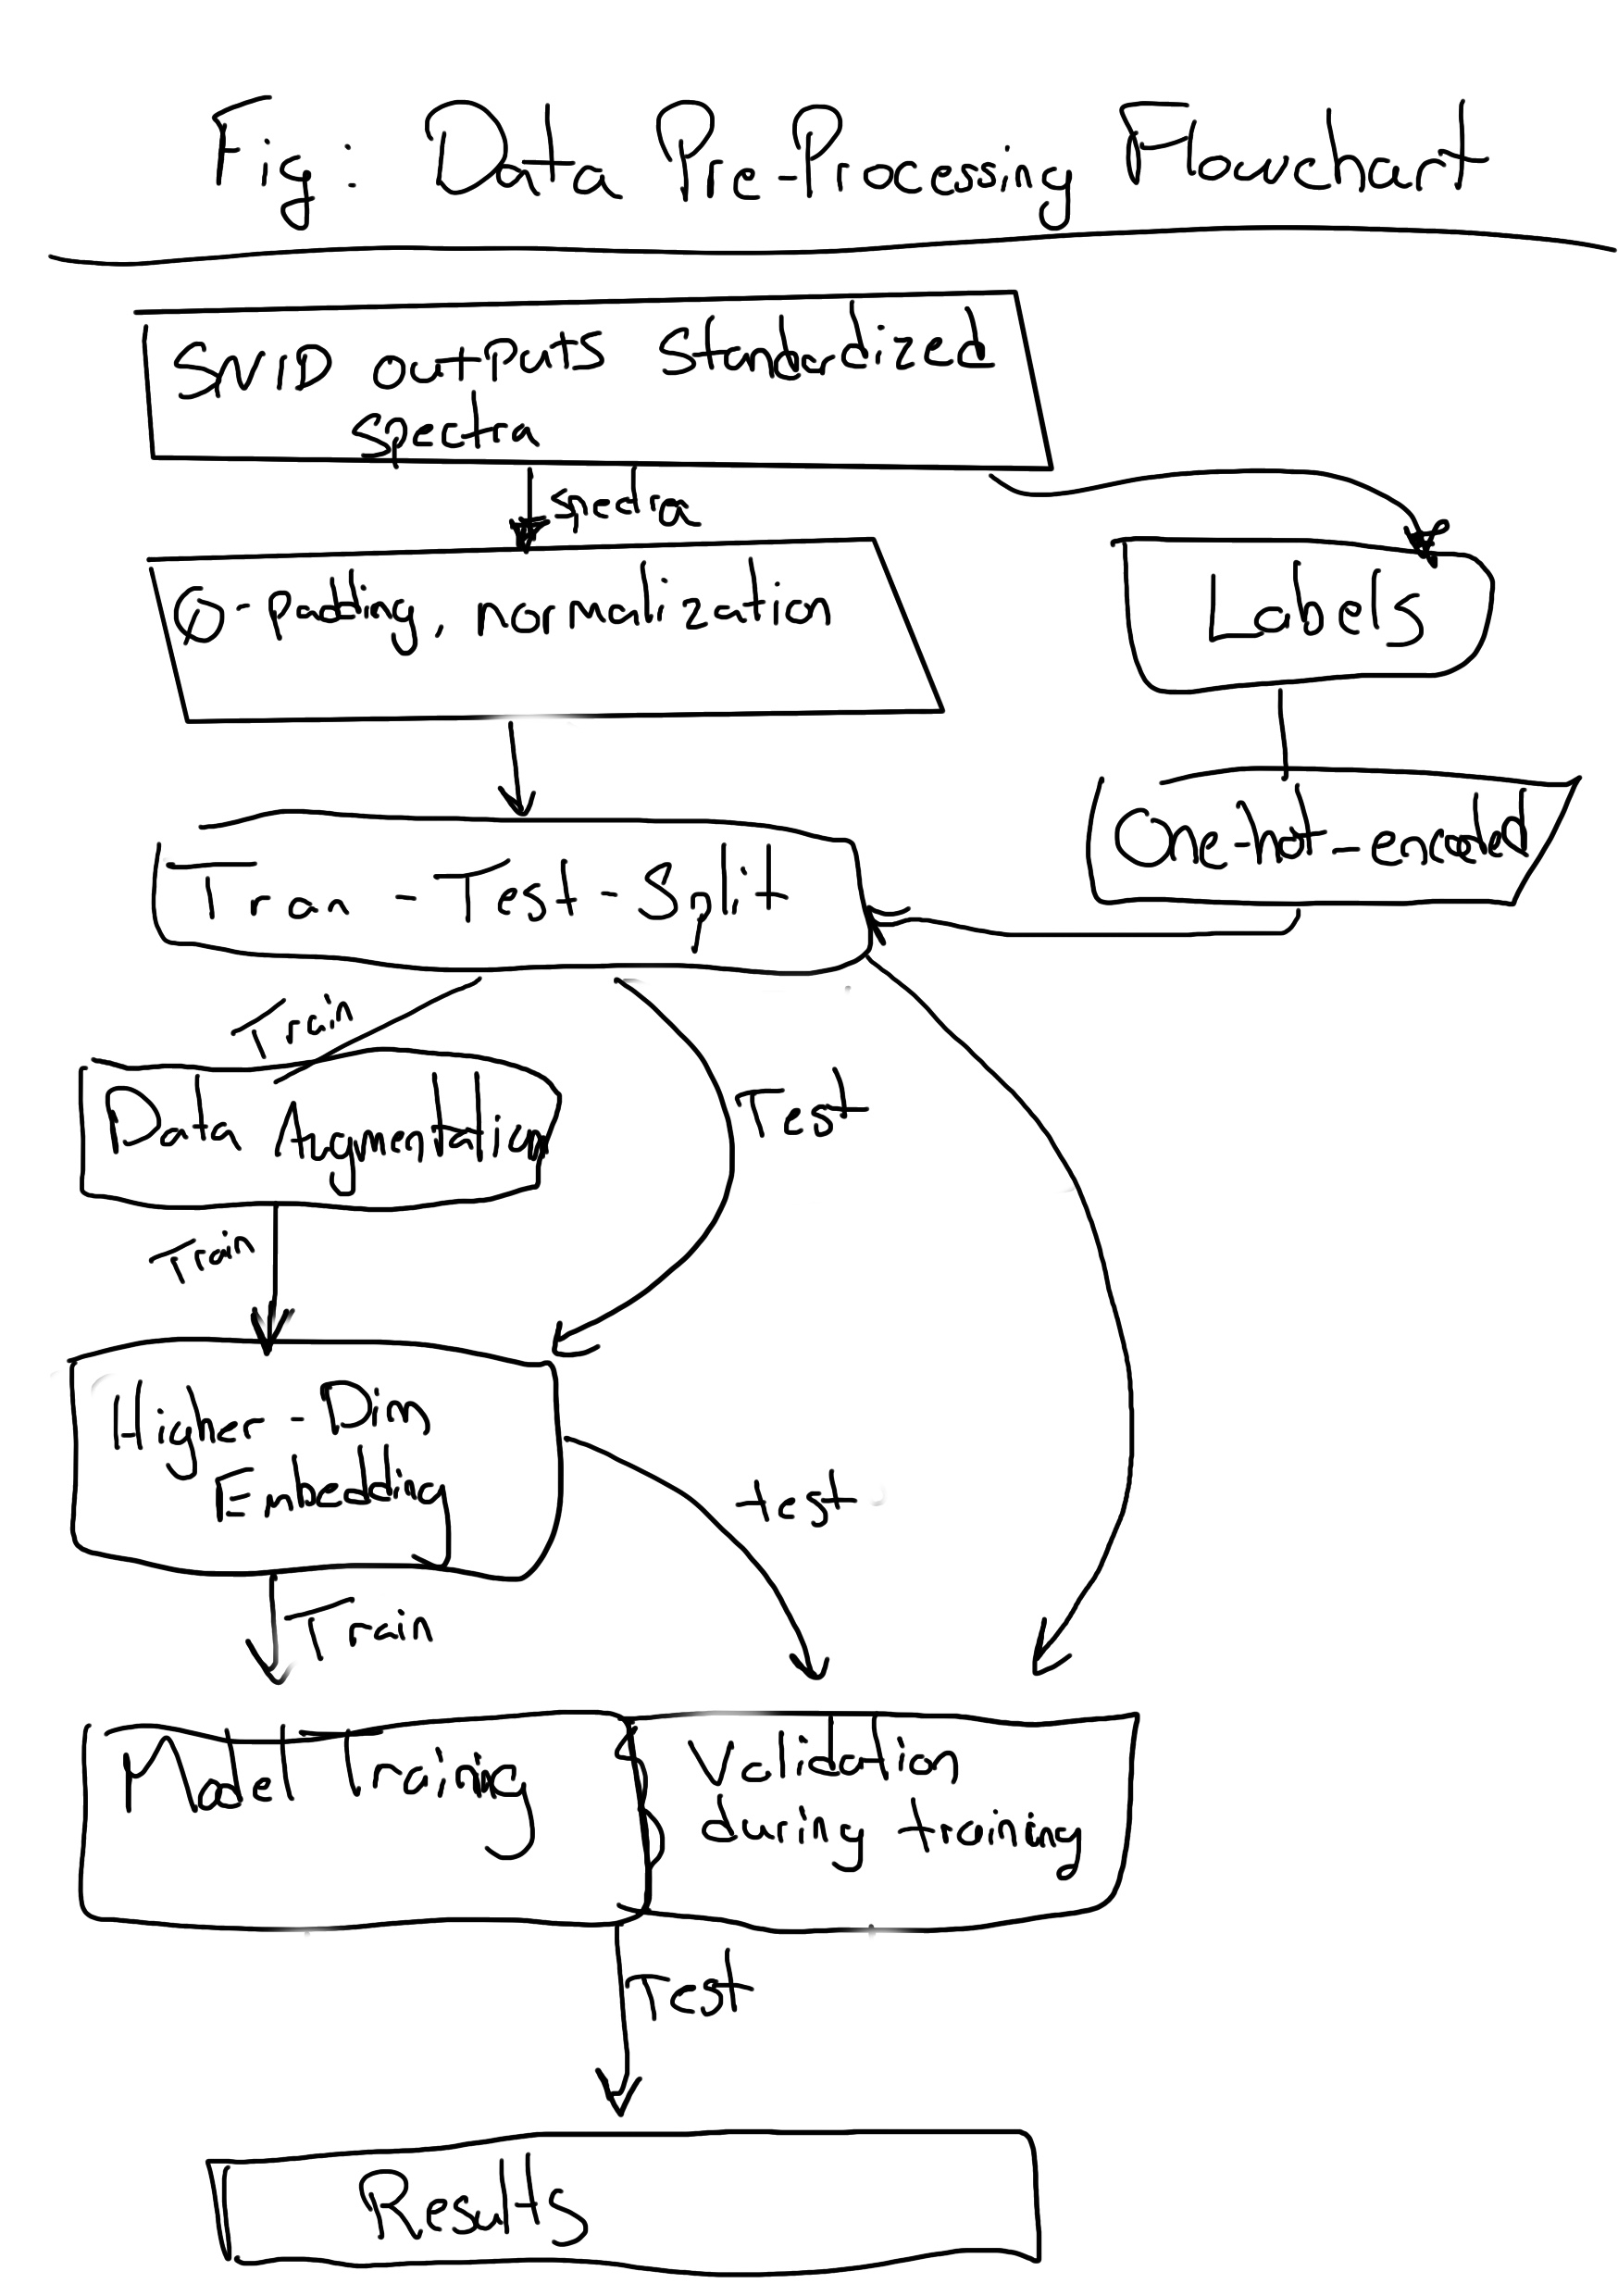 Fig: Data Pre-Processing Flowchart
SNID outputs standardized
spectra
spectra
0-padding, normalization
Labels
One-hot-encoded
Tran-Test-Split
Train
Test
Data Augmentation
Train
Higher-Dim
Embedding
test
Train
Model Training
Validation
during training
Test
Results